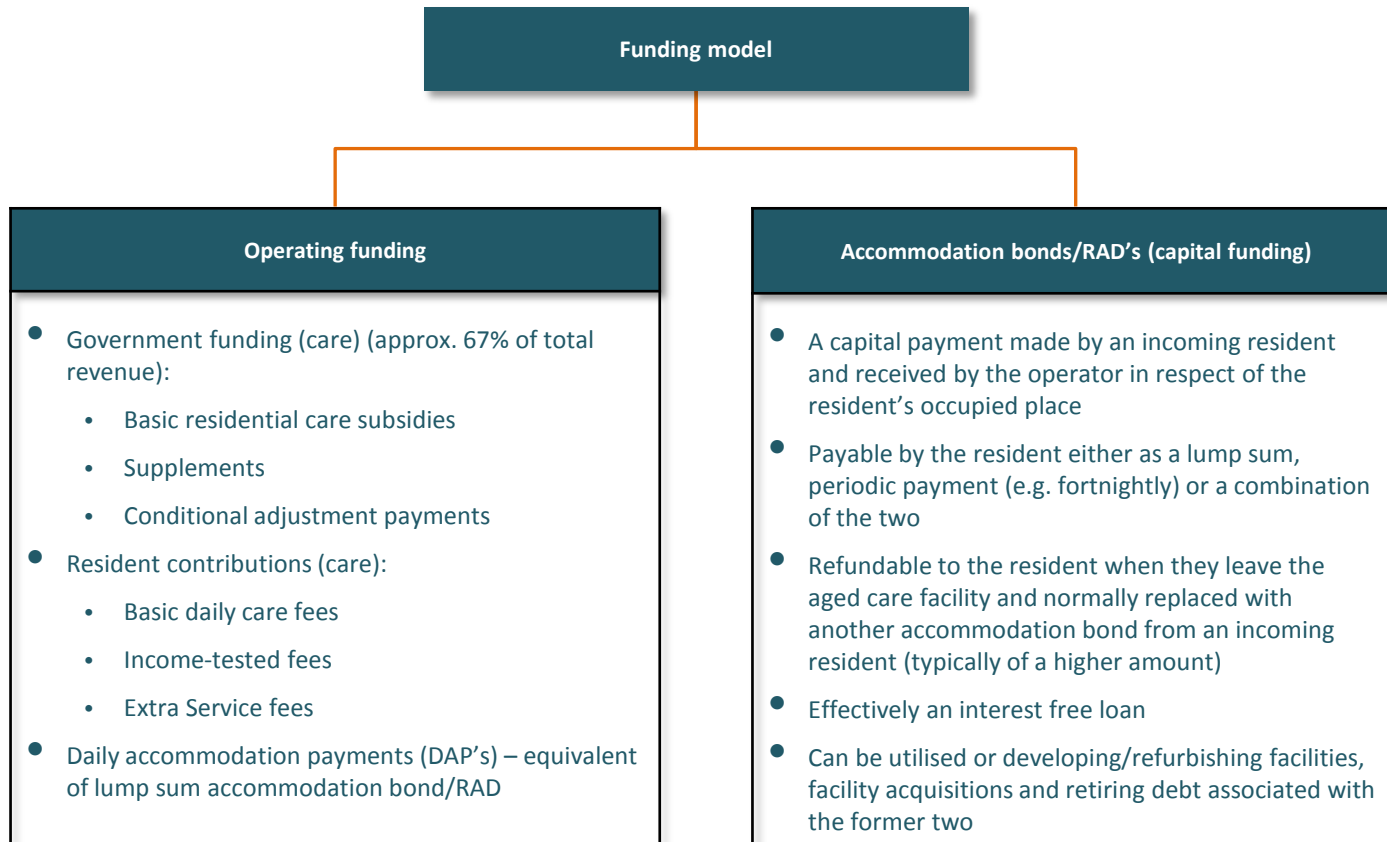 Funding model
Operating funding
• Government funding (care) (approx. 67% of total
revenue):
• Basic residential care subsidies
• Supplements
• Conditional adjustment payments
• Resident contributions (care):
• Basic daily care fees
• Income-tested fees
• Extra Service fees
• Daily accommodation payments (DAP's) – equivalent
of lump sum accommodation bond/RAD
Accommodation bonds/RAD's (capital funding)
• A capital payment made by an incoming resident
and received by the operator in respect of the
resident's occupied place
• Payable by the resident either as a lump sum,
periodic payment (e.g. fortnightly) or a combination
of the two
• Refundable to the resident when they leave the
aged care facility and normally replaced with
another accommodation bond from an incoming
resident (typically of a higher amount)
• Effectively an interest free loan
• Can be utilised or developing/refurbishing facilities,
facility acquisitions and retiring debt associated with
the former two